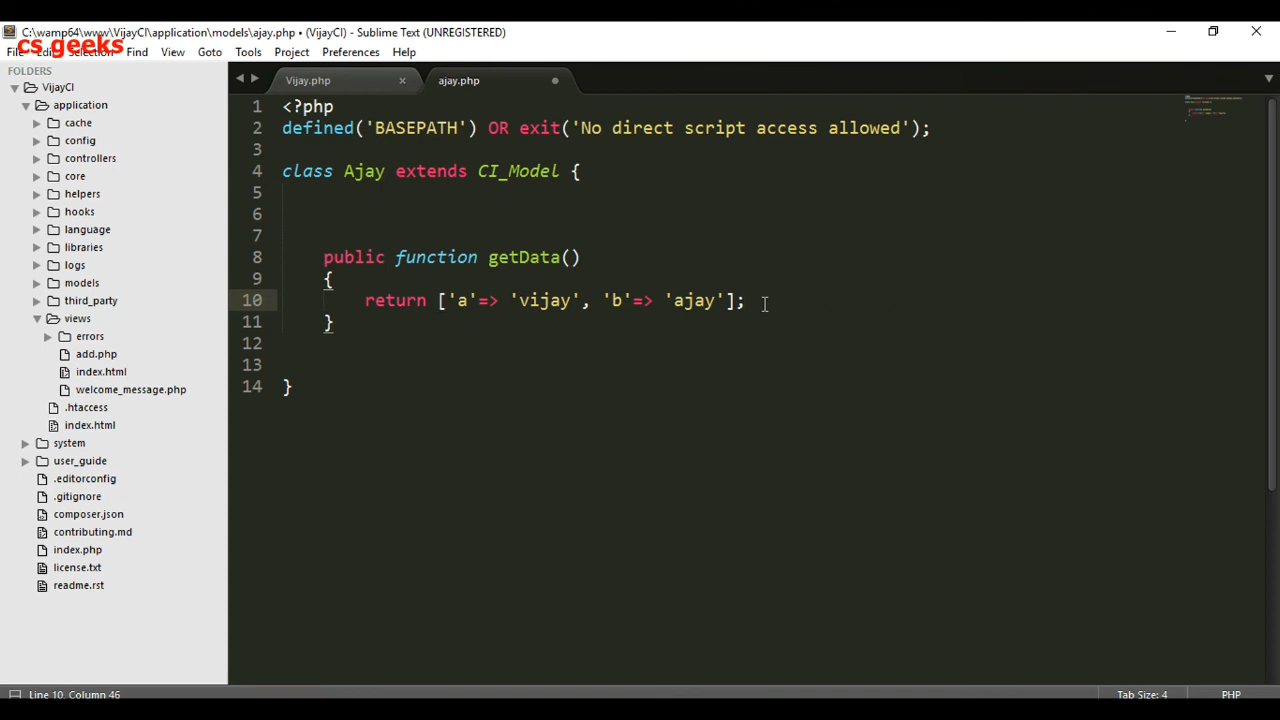 C:\wamp64\www\VijayCI\application\models\ajay.php • (VijayCI) - Sublime Text (UNREGISTERED)
cs geeks
File Edit Selection Find View Goto Tools Project Preferences Help
FOLDERS
VijayCI
application
cache
config
controllers
core
helpers
hooks
language
libraries
logs
models
third_party
views
errors
add.php
index.html
welcome_message.php
.htaccess
index.html
system
user_guide
.editorconfig
.gitignore
composer.json
contributing.md
index.php
license.txt
readme.rst
Vijay.php ajay.php
1 <?php
2 defined('BASEPATH') OR exit('No direct script access allowed');
3
4 class Ajay extends CI_Model {
5
6
7
8 public function getData()
9 {
10 return ['a'=> 'vijay', 'b'=> 'ajay'];
11 }
12
13
14 }
Line 10, Column 46 Tab Size: 4 PHP